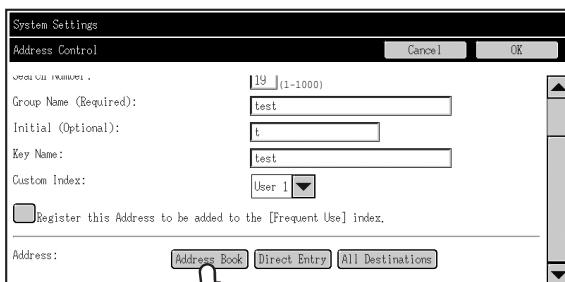 System Settings
Address Control Cancel OK
Search Number: 19 (1-1000)
Group Name (Required): test
Initial (Optional): t
Key Name: test
Custom Index: User 1
Register this Address to be added to the [Frequent Use] index.
Address: Address Book Direct Entry All Destinations